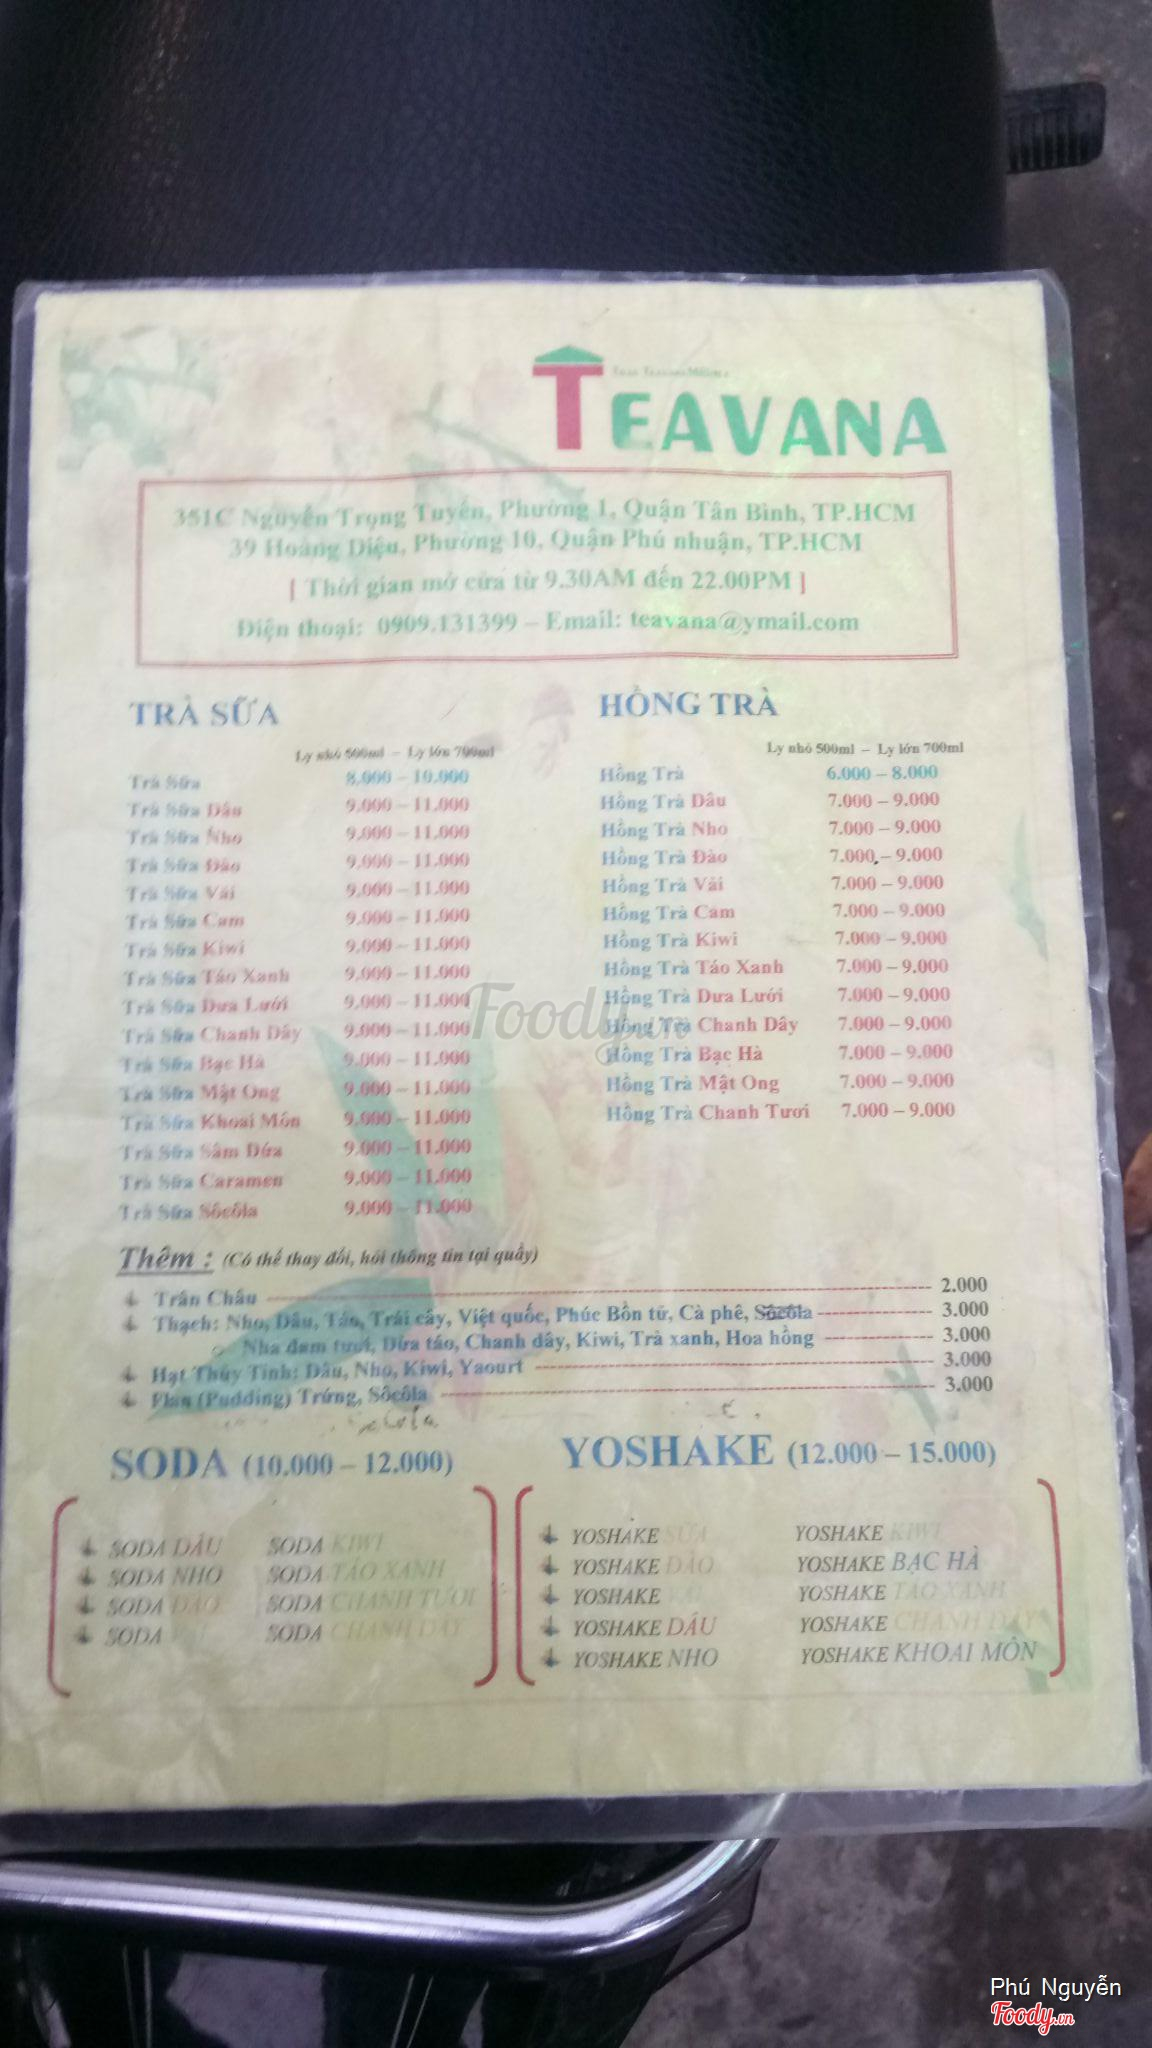 TEAVANA
351C Nguyễn Trọng Tuyển, Phường 1, Quận Tân Bình, TP.HCM
39 Hoàng Diệu, Phường 10, Quận Phú nhuận, TP.HCM
[ Thời gian mở cửa từ 9.30AM đến 22.00PM ]
Điện thoại: 0909.131399 – Email: teavana@ymail.com
TRÀ SỮA
Ly nhỏ 500ml – Ly lớn 700ml
Trà Sữa 8.000 – 10.000
Trà Sữa Dâu 9.000 – 11.000
Trà Sữa Nho 9.000 – 11.000
Trà Sữa Đào 9.000 – 11.000
Trà Sữa Vải 9.000 – 11.000
Trà Sữa Cam 9.000 – 11.000
Trà Sữa Kiwi 9.000 – 11.000
Trà Sữa Táo Xanh 9.000 – 11.000
Trà Sữa Dưa Lưới 9.000 – 11.000
Trà Sữa Chanh Dây 9.000 – 11.000
Trà Sữa Bạc Hà 9.000 – 11.000
Trà Sữa Mật Ong 9.000 – 11.000
Trà Sữa Khoai Môn 9.000 – 11.000
Trà Sữa Sâm Dứa 9.000 – 11.000
Trà Sữa Caramen 9.000 – 11.000
Trà Sữa Sôcôla 9.000 – 11.000
HỒNG TRÀ
Ly nhỏ 500ml – Ly lớn 700ml
Hồng Trà 6.000 – 8.000
Hồng Trà Dâu 7.000 – 9.000
Hồng Trà Nho 7.000 – 9.000
Hồng Trà Đào 7.000 – 9.000
Hồng Trà Vải 7.000 – 9.000
Hồng Trà Cam 7.000 – 9.000
Hồng Trà Kiwi 7.000 – 9.000
Hồng Trà Táo Xanh 7.000 – 9.000
Hồng Trà Dưa Lưới 7.000 – 9.000
Hồng Trà Chanh Dây 7.000 – 9.000
Hồng Trà Bạc Hà 7.000 – 9.000
Hồng Trà Mật Ong 7.000 – 9.000
Hồng Trà Chanh Tươi 7.000 – 9.000
Foody.vn
Thêm : (Có thể thay đổi, hỏi thông tin tại quầy)
Trân Châu 2.000
Thạch: Nho, Dâu, Táo, Trái cây, Việt quốc, Phúc Bồn tử, Cà phê, Sôcôla 3.000
Nha đam tươi, Dừa táo, Chanh dây, Kiwi, Trà xanh, Hoa hồng 3.000
Hạt Thủy Tinh: Dâu, Nho, Kiwi, Yaourt 3.000
Flan (Pudding) Trứng, Sôcôla 3.000
SODA (10.000 – 12.000)
SODA DÂU SODA KIWI
SODA NHO SODA TÁO XANH
SODA ĐÀO SODA CHANH TƯƠI
SODA VẢI SODA CHANH DÂY
YOSHAKE (12.000 – 15.000)
YOSHAKE SỮA YOSHAKE KIWI
YOSHAKE ĐÀO YOSHAKE BẠC HÀ
YOSHAKE VẢI YOSHAKE TÁO XANH
YOSHAKE DÂU YOSHAKE CHANH DÂY
YOSHAKE NHO YOSHAKE KHOAI MÔN
Phú Nguyễn
Foody.vn